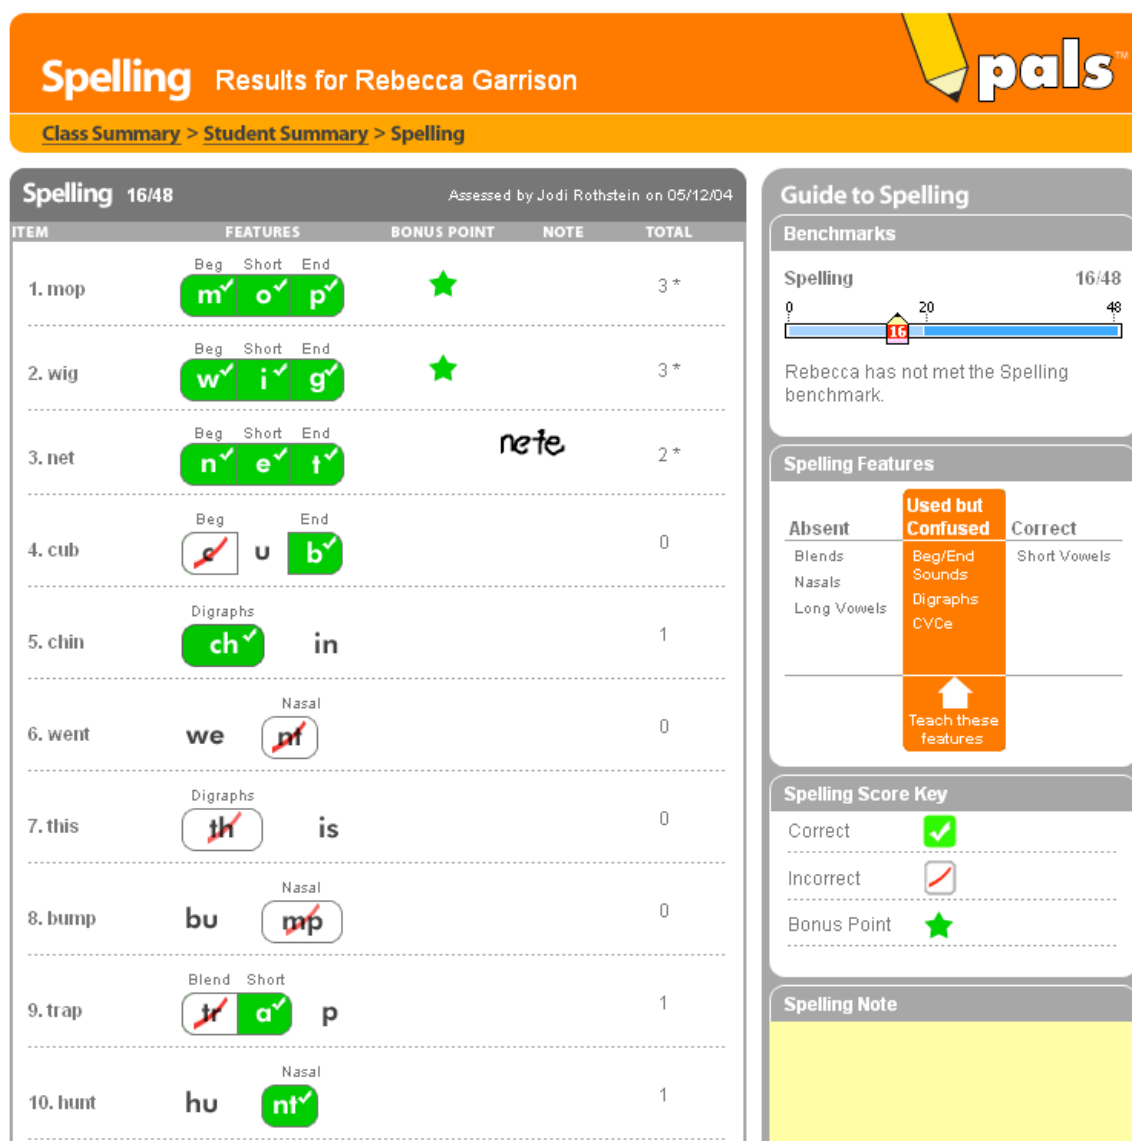 Spelling Results for Rebecca Garrison
pals™
Class Summary > Student Summary > Spelling
Spelling 16/48 Assessed by Jodi Rothstein on 05/12/04
ITEM FEATURES BONUS POINT NOTE TOTAL
Beg Short End
1. mop m o p 3 *
Beg Short End
2. wig w i g 3 *
Beg Short End
3. net n e t note 2 *
Beg End
4. cub c u b 0
Digraphs
5. chin ch in 1
Nasal
6. went we nt 0
Digraphs
7. this th is 0
Nasal
8. bump bu mp 0
Blend Short
9. trap tr a p 1
Nasal
10. hunt hu nt 1
Guide to Spelling
Benchmarks
Spelling 16/48
0 20 48
16
Rebecca has not met the Spelling
benchmark.
Spelling Features
Absent Used but Confused Correct
Blends
Nasals
Long Vowels
Beg/End
Sounds
Digraphs
CVCe
Short Vowels
Teach these
features
Spelling Score Key
Correct
Incorrect
Bonus Point
Spelling Note